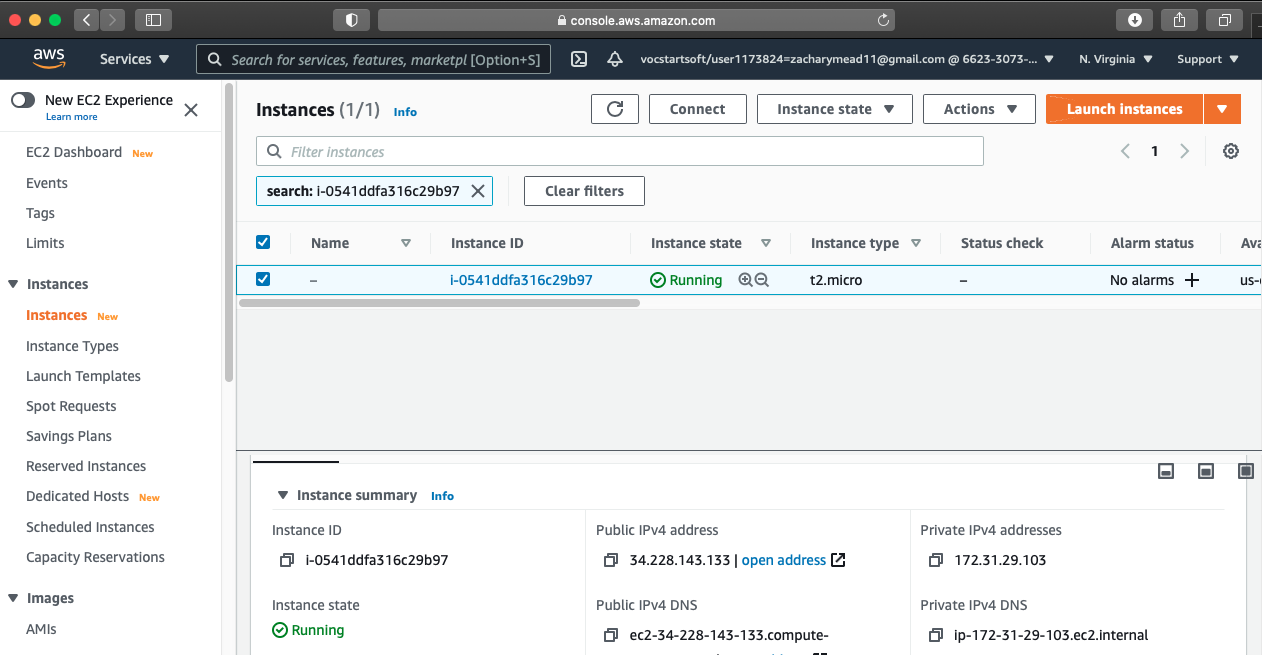 console.aws.amazon.com
aws
Services
Search for services, features, marketpl [Option+S]
vocstartsoft/user1173824=zacharymead11@gmail.com @ 6623-3073-...
N. Virginia
Support
New EC2 Experience
Learn more
EC2 Dashboard New
Events
Tags
Limits
Instances
Instances New
Instance Types
Launch Templates
Spot Requests
Savings Plans
Reserved Instances
Dedicated Hosts New
Scheduled Instances
Capacity Reservations
Images
AMIs
Instances (1/1) Info
Connect
Instance state
Actions
Launch instances
Filter instances
1
search: i-0541ddfa316c29b97
Clear filters
Name Instance ID Instance state Instance type Status check Alarm status Ava
– i-0541ddfa316c29b97 Running t2.micro – No alarms + us-
Instance summary Info
Instance ID
i-0541ddfa316c29b97
Public IPv4 address
34.228.143.133 | open address
Private IPv4 addresses
172.31.29.103
Instance state
Running
Public IPv4 DNS
ec2-34-228-143-133.compute-
Private IPv4 DNS
ip-172-31-29-103.ec2.internal